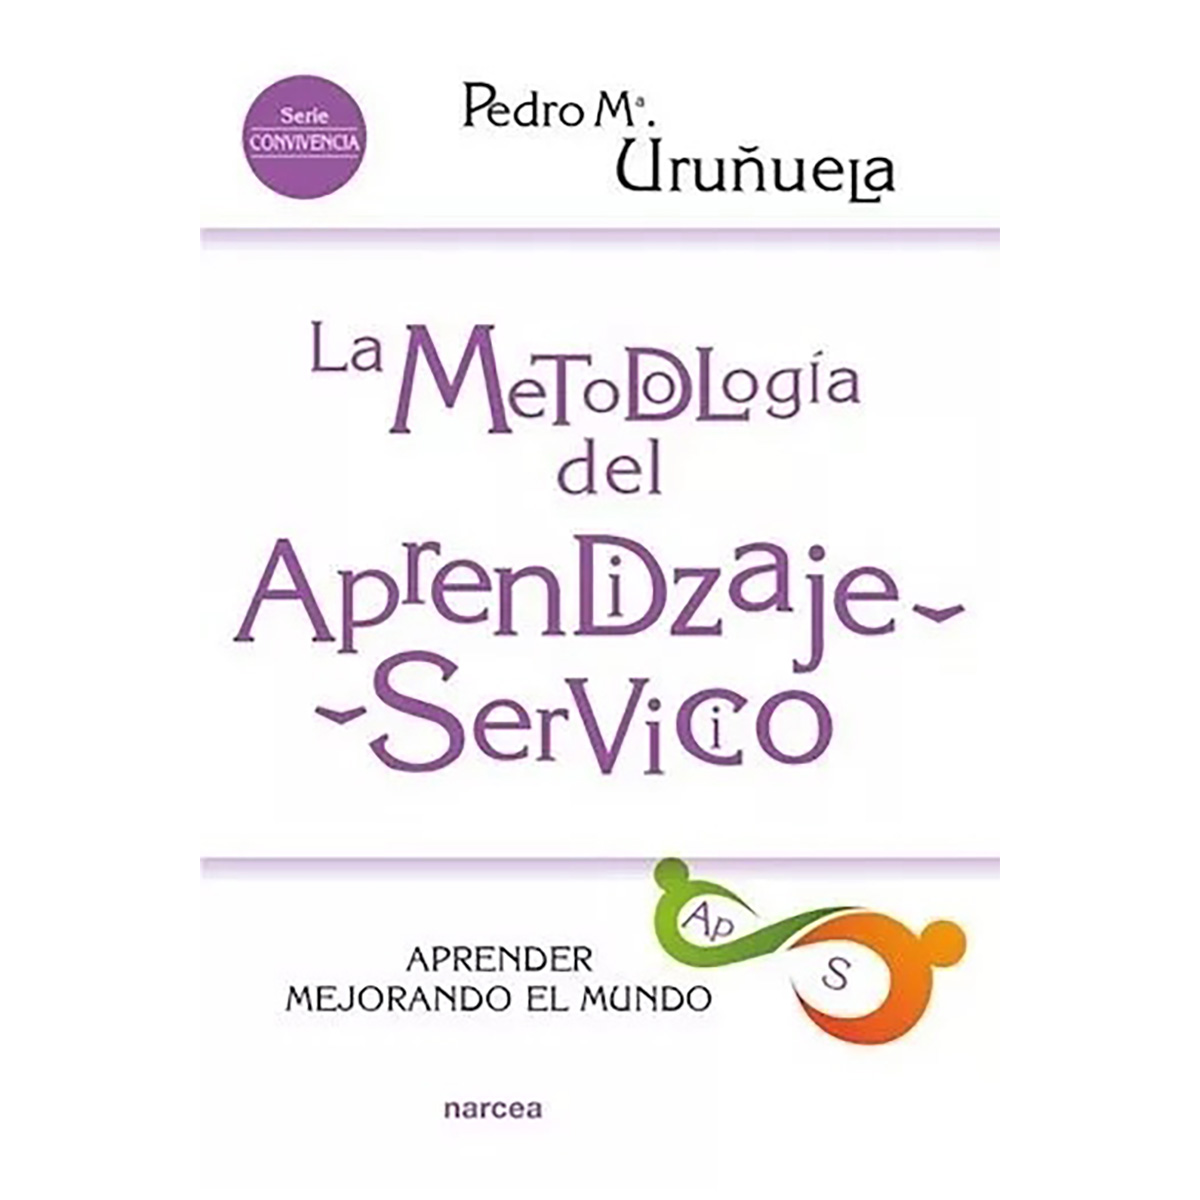 Serie
CONVIVENCIA
Pedro Mª.
Uruñuela
La Metodología
del
Aprendizaje-
-Servicio
Ap
S
APRENDER
MEJORANDO EL MUNDO
narcea